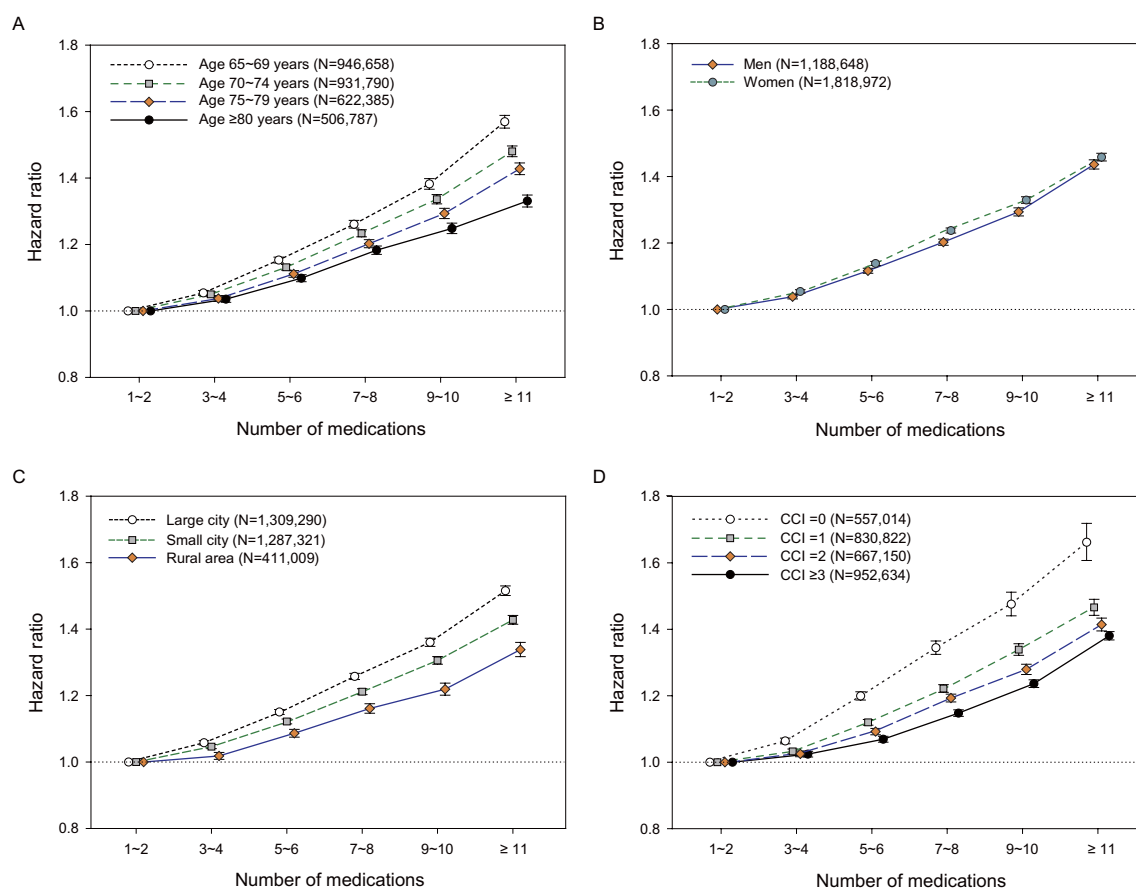 A
Age 65~69 years (N=946,658)
Age 70~74 years (N=931,790)
Age 75~79 years (N=622,385)
Age ≥80 years (N=506,787)
1.8
1.6
1.4
1.2
1.0
0.8
Hazard ratio
1~2 3~4 5~6 7~8 9~10 ≥ 11
Number of medications
B
Men (N=1,188,648)
Women (N=1,818,972)
1.8
1.6
1.4
1.2
1.0
0.8
Hazard ratio
1~2 3~4 5~6 7~8 9~10 ≥ 11
Number of medications
C
Large city (N=1,309,290)
Small city (N=1,287,321)
Rural area (N=411,009)
1.8
1.6
1.4
1.2
1.0
0.8
Hazard ratio
1~2 3~4 5~6 7~8 9~10 ≥ 11
Number of medications
D
CCI =0 (N=557,014)
CCI =1 (N=830,822)
CCI =2 (N=667,150)
CCI ≥3 (N=952,634)
1.8
1.6
1.4
1.2
1.0
0.8
Hazard ratio
1~2 3~4 5~6 7~8 9~10 ≥ 11
Number of medications